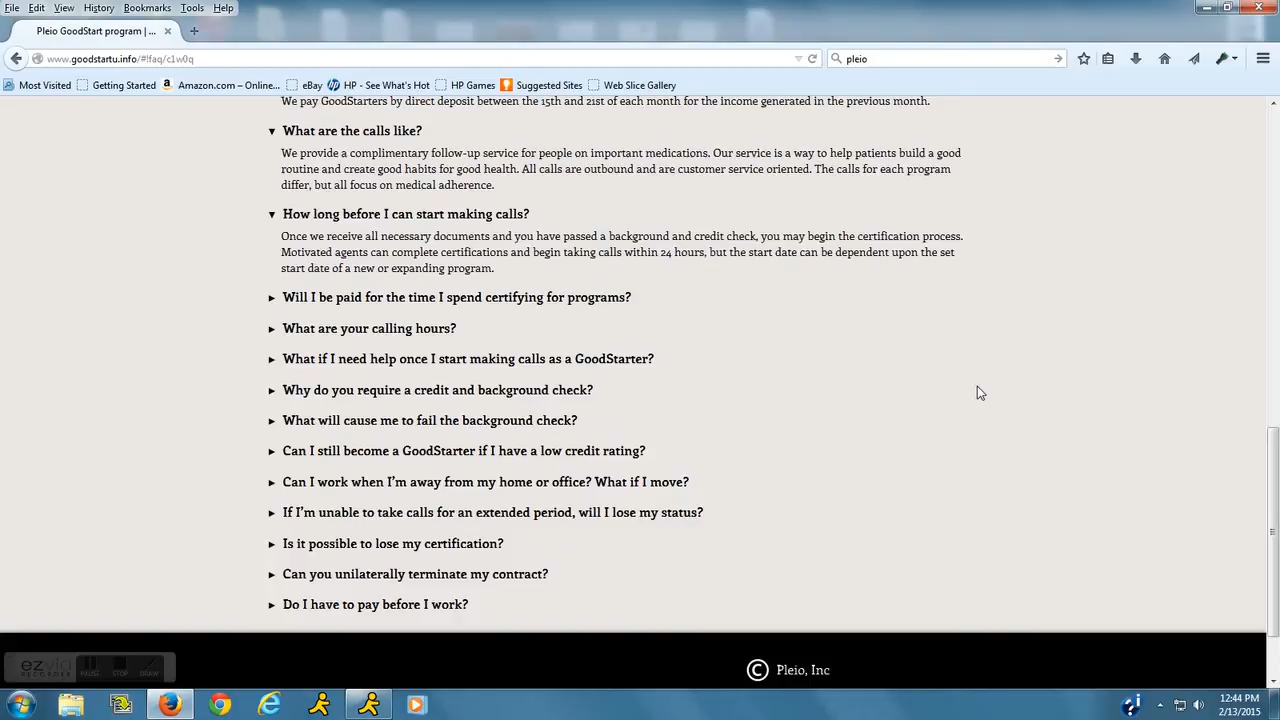 File Edit View History Bookmarks Tools Help
Pleio GoodStart program | ...
www.goodstartu.info/#!faq/c1w0q
pleio
Most Visited Getting Started Amazon.com – Online... eBay HP - See What's Hot HP Games Suggested Sites Web Slice Gallery
We pay GoodStarters by direct deposit between the 15th and 21st of each month for the income generated in the previous month.
What are the calls like?
We provide a complimentary follow-up service for people on important medications. Our service is a way to help patients build a good
routine and create good habits for good health. All calls are outbound and are customer service oriented. The calls for each program
differ, but all focus on medical adherence.
How long before I can start making calls?
Once we receive all necessary documents and you have passed a background and credit check, you may begin the certification process.
Motivated agents can complete certifications and begin taking calls within 24 hours, but the start date can be dependent upon the set
start date of a new or expanding program.
Will I be paid for the time I spend certifying for programs?
What are your calling hours?
What if I need help once I start making calls as a GoodStarter?
Why do you require a credit and background check?
What will cause me to fail the background check?
Can I still become a GoodStarter if I have a low credit rating?
Can I work when I'm away from my home or office? What if I move?
If I'm unable to take calls for an extended period, will I lose my status?
Is it possible to lose my certification?
Can you unilaterally terminate my contract?
Do I have to pay before I work?
© Pleio, Inc
ezvid
RECORDER
PAUSE STOP DRAW
12:44 PM
2/13/2015